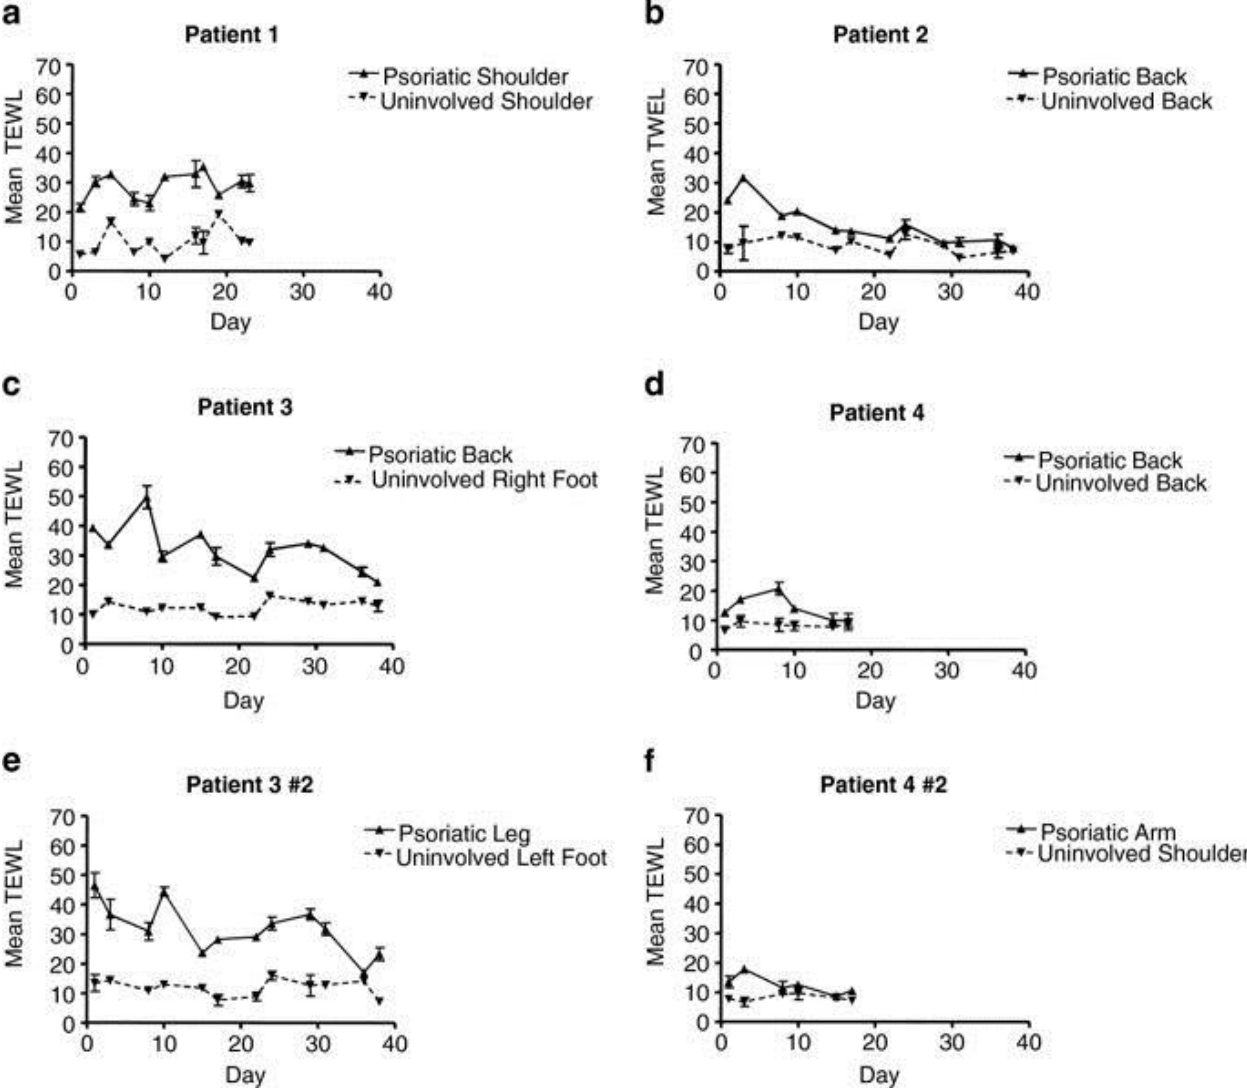 a
Patient 1
70
60
50
40
30
20
10
0
Mean TEWL
Psoriatic Shoulder
Uninvolved Shoulder
0 10 20 30 40
Day
b
Patient 2
70
60
50
40
30
20
10
0
Mean TWEL
Psoriatic Back
Uninvolved Back
0 10 20 30 40
Day
c
Patient 3
70
60
50
40
30
20
10
0
Mean TEWL
Psoriatic Back
Uninvolved Right Foot
0 10 20 30 40
Day
d
Patient 4
70
60
50
40
30
20
10
0
Mean TEWL
Psoriatic Back
Uninvolved Back
0 10 20 30 40
Day
e
Patient 3 #2
70
60
50
40
30
20
10
0
Mean TEWL
Psoriatic Leg
Uninvolved Left Foot
0 10 20 30 40
Day
f
Patient 4 #2
70
60
50
40
30
20
10
0
Mean TEWL
Psoriatic Arm
Uninvolved Shoulder
0 10 20 30 40
Day